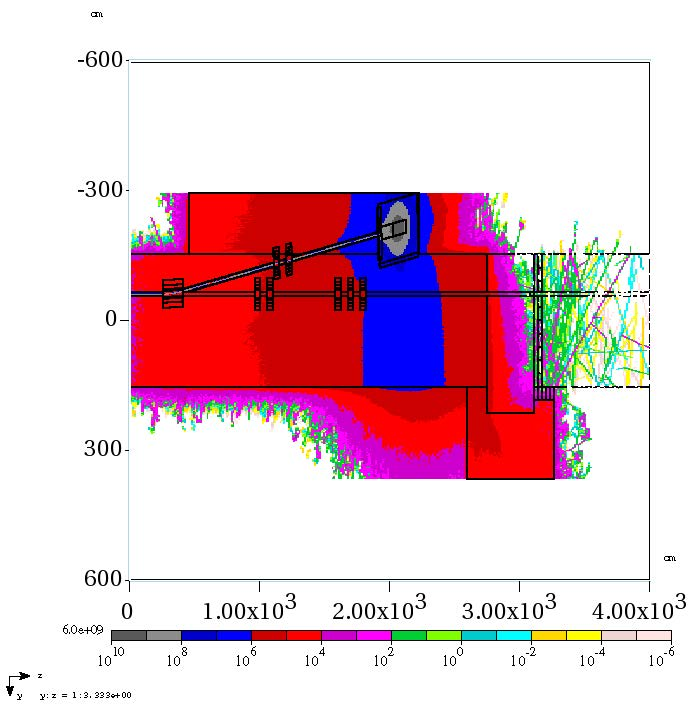 cm
-600
-300
0
300
600
cm
0 1.00x10³ 2.00x10³ 3.00x10³ 4.00x10³
6.0e+09
10¹⁰ 10⁸ 10⁶ 10⁴ 10² 10⁰ 10⁻² 10⁻⁴ 10⁻⁶
z
y y:z = 1:3.333e+00